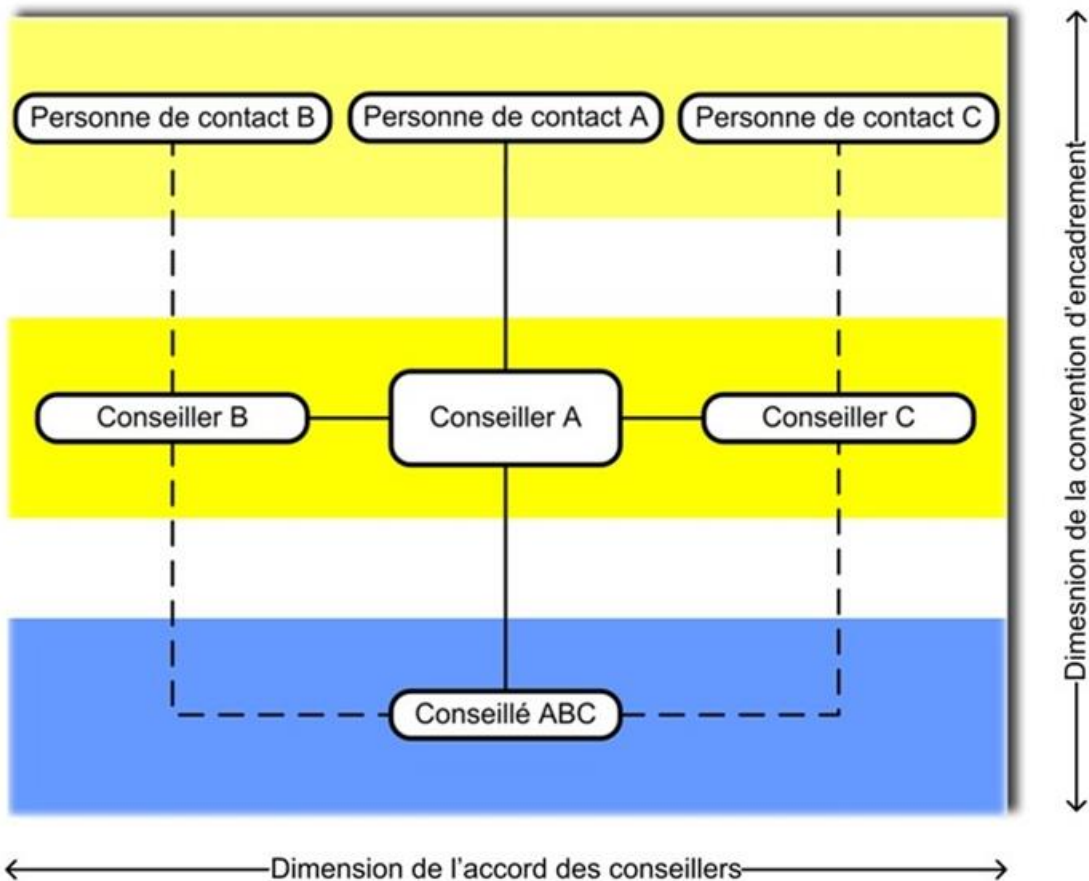 Personne de contact B
Personne de contact A
Personne de contact C
Conseiller B
Conseiller A
Conseiller C
Conseillé ABC
Dimesnion de la convention d'encadrement
Dimension de l'accord des conseillers